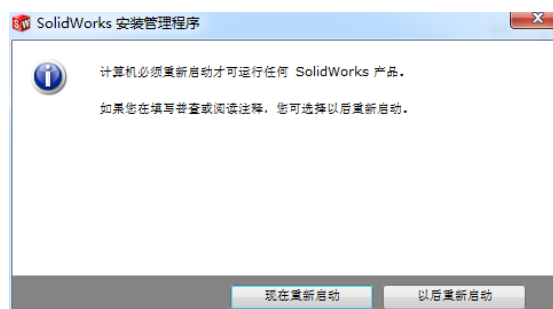 SolidWorks 安装管理程序
计算机必须重新启动才可运行任何 SolidWorks 产品。
如果您在填写普查或阅读注释，您可选择以后重新启动。
现在重新启动
以后重新启动